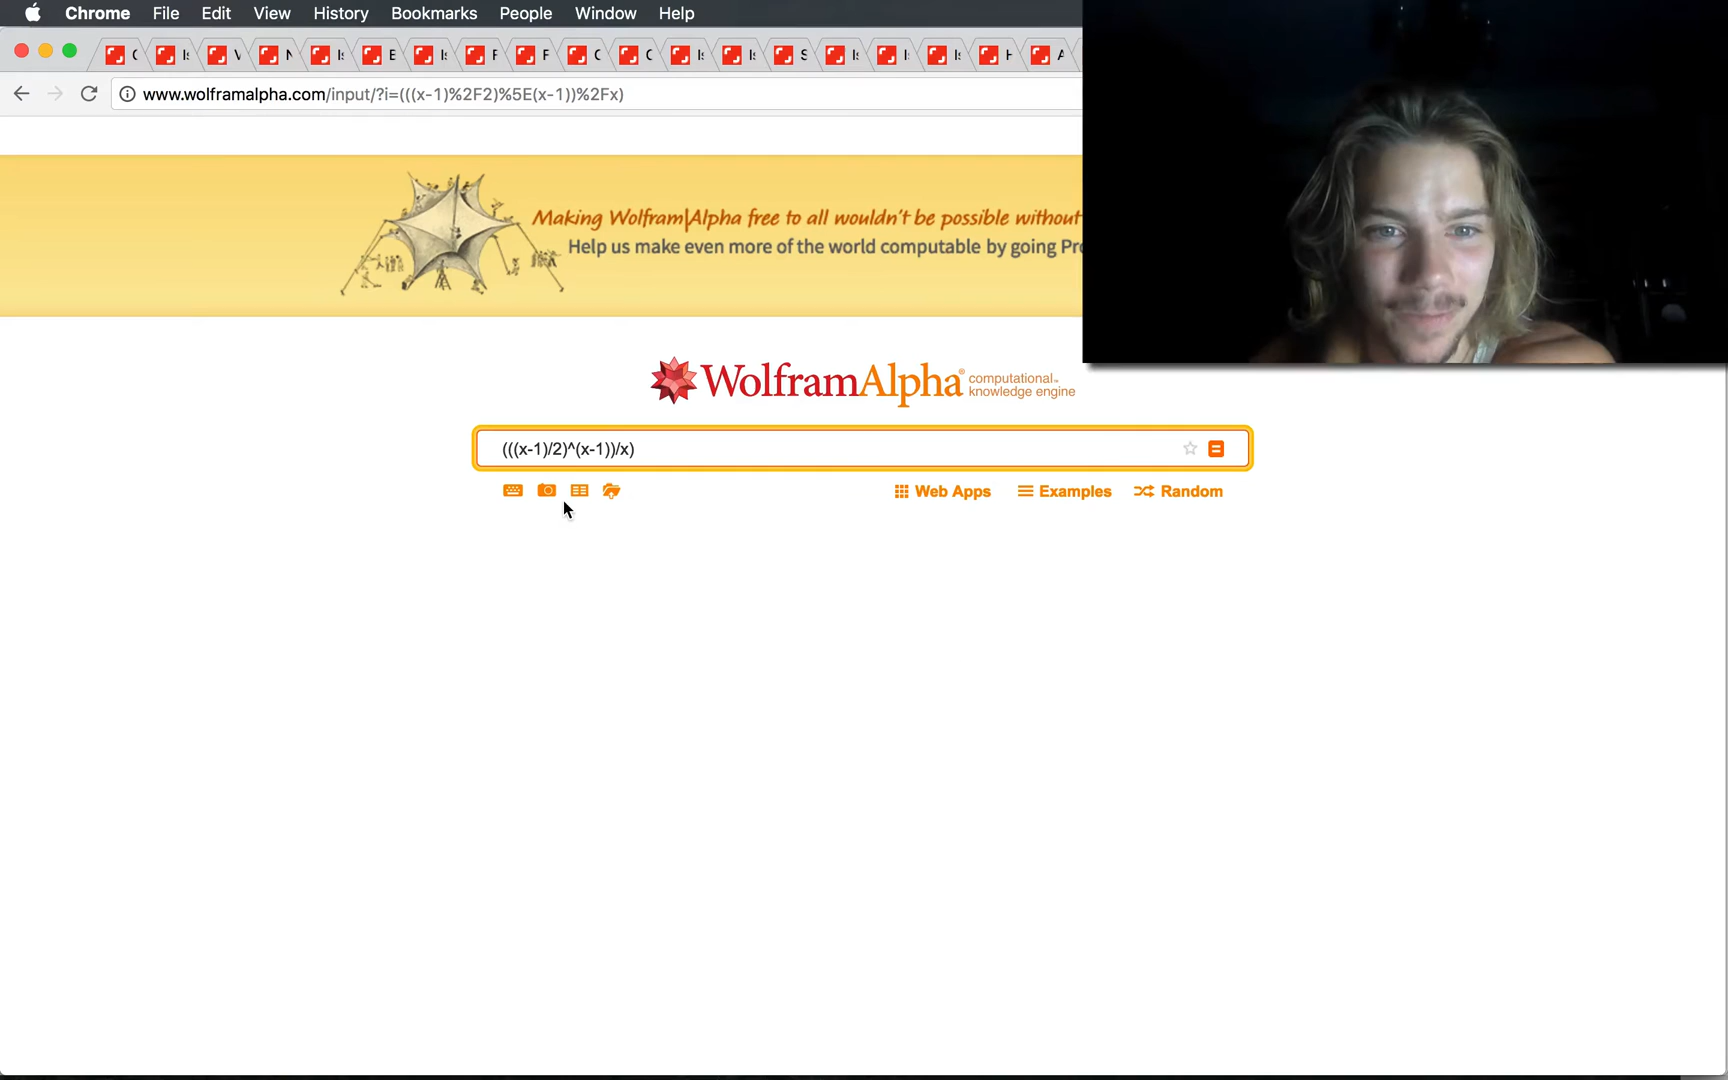 Chrome File Edit View History Bookmarks People Window Help
www.wolframalpha.com/input/?i=(((x-1)%2F2)%5E(x-1))%2Fx)
Making Wolfram|Alpha free to all wouldn't be possible without
Help us make even more of the world computable by going Pro
WolframAlpha computational knowledge engine
(((x-1)/2)^(x-1))/x)
Web Apps Examples Random